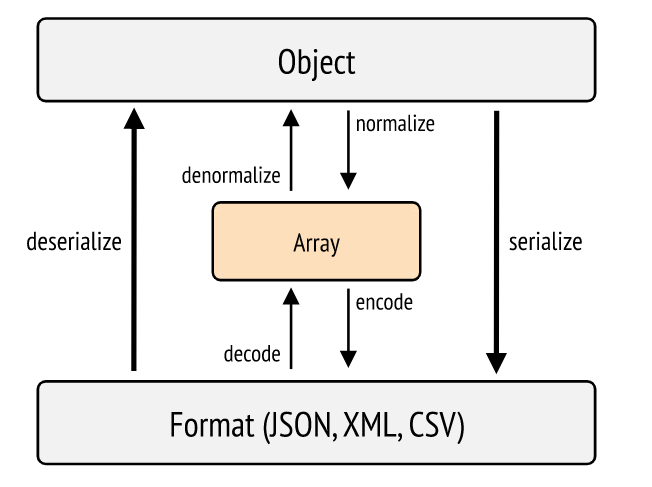 Object
normalize
denormalize
deserialize
Array
serialize
encode
decode
Format (JSON, XML, CSV)